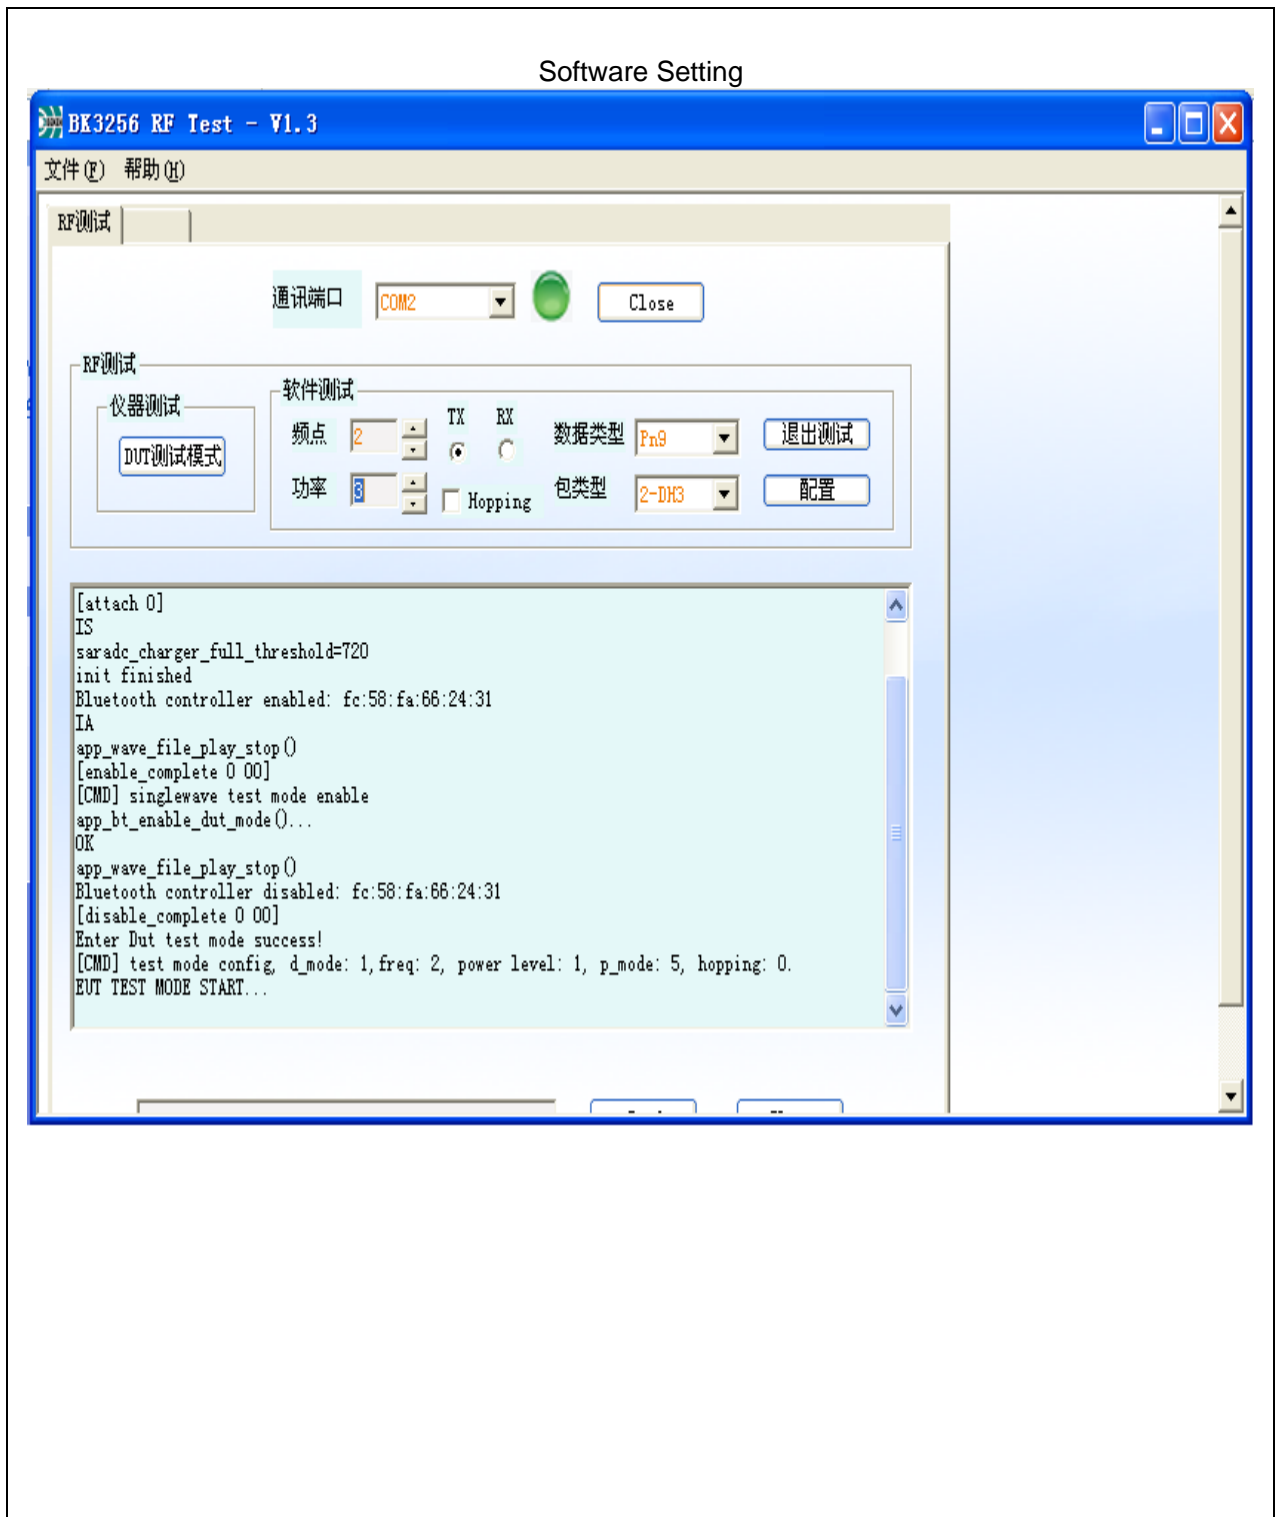 Software Setting
BK3256 RF Test - V1.3
文件(F) 帮助(H)
RF测试
通讯端口 COM2 Close
RF测试
仪器测试 软件测试
频点 2 TX RX 数据类型 Pn9 退出测试
DUT测试模式
功率 3 Hopping 包类型 2-DH3 配置
[attach 0]
IS
saradc_charger_full_threshold=720
init finished
Bluetooth controller enabled: fc:58:fa:66:24:31
IA
app_wave_file_play_stop()
[enable_complete 0 00]
[CMD] singlewave test mode enable
app_bt_enable_dut_mode()...
OK
app_wave_file_play_stop()
Bluetooth controller disabled: fc:58:fa:66:24:31
[disable_complete 0 00]
Enter Dut test mode success!
[CMD] test mode config, d_mode: 1,freq: 2, power level: 1, p_mode: 5, hopping: 0.
EUT TEST MODE START...